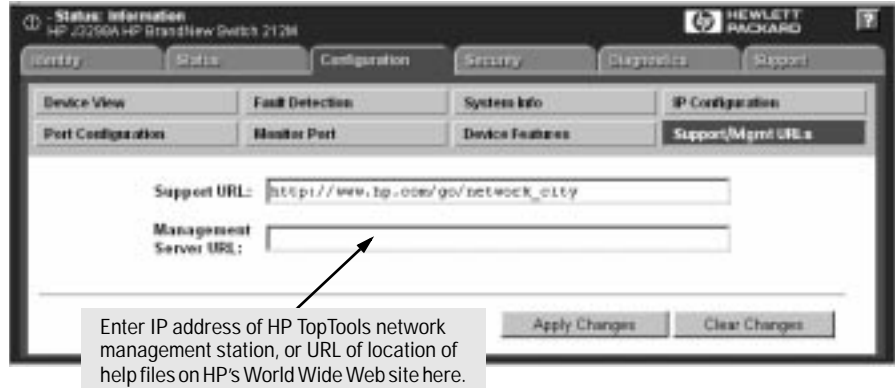 - Status: Information
HP J3298A HP BrandNew Switch 212M
HEWLETT
PACKARD
?
Identity Status Configuration Security Diagnostics Support
Device View Fault Detection System Info IP Configuration
Port Configuration Monitor Port Device Features Support/Mgmt URLs
Support URL: http://www.hp.com/go/network_city
Management
Server URL:
Apply Changes Clear Changes
Enter IP address of HP TopTools network
management station, or URL of location of
help files on HP's World Wide Web site here.